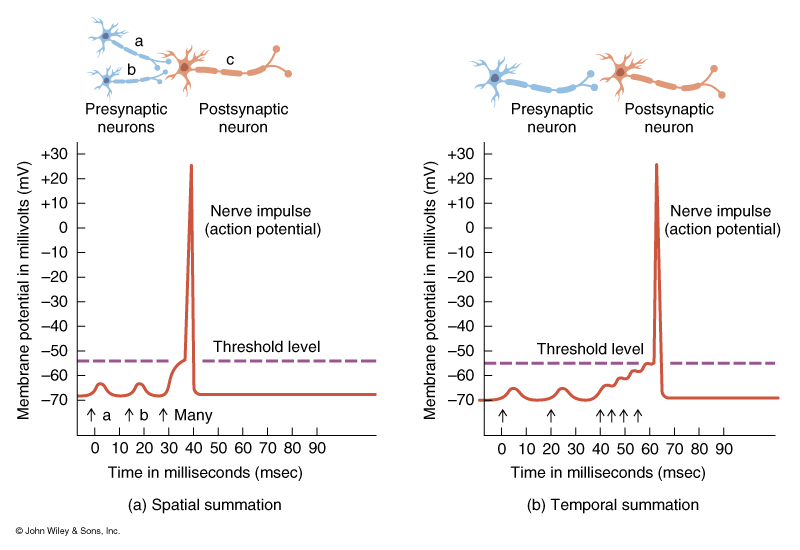 a
b
c
Presynaptic
neurons
Postsynaptic
neuron
Membrane potential in millivolts (mV)
+30
+20
+10
0
–10
–20
–30
–40
–50
–60
–70
Nerve impulse
(action potential)
Threshold level
a b Many
0 10 20 30 40 50 60 70 80 90
Time in milliseconds (msec)
(a) Spatial summation
Presynaptic
neuron
Postsynaptic
neuron
Membrane potential in millivolts (mV)
+30
+20
+10
0
–10
–20
–30
–40
–50
–60
–70
Nerve impulse
(action potential)
Threshold level
0 10 20 30 40 50 60 70 80 90
Time in milliseconds (msec)
(b) Temporal summation
© John Wiley & Sons, Inc.